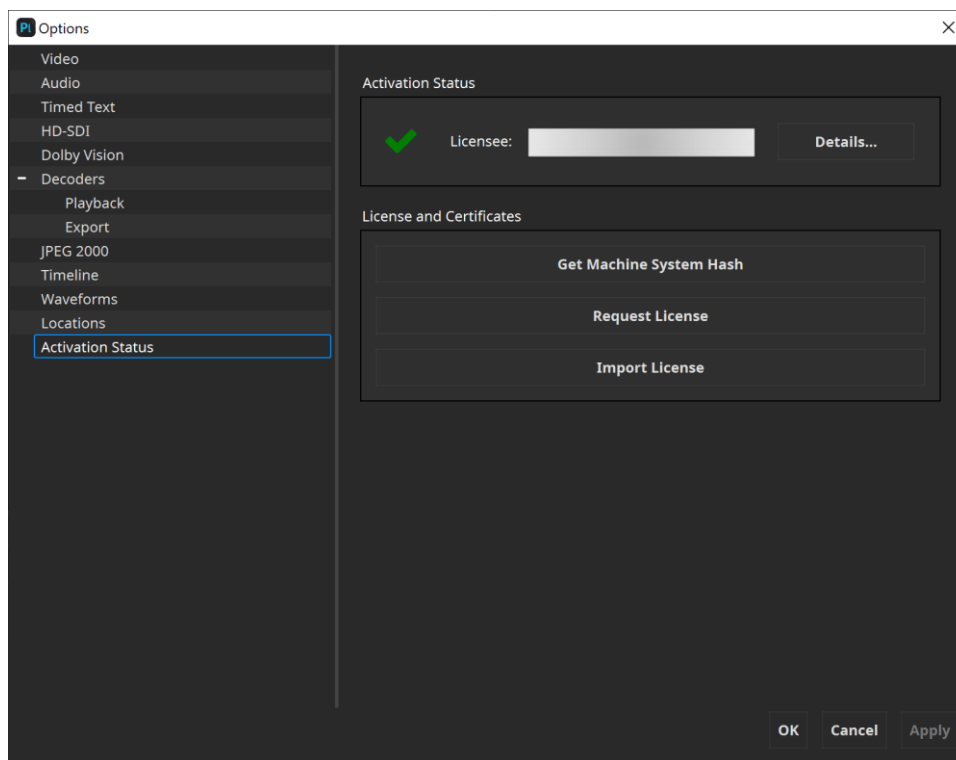 Pt Options
Video
Audio
Timed Text
HD-SDI
Dolby Vision
Decoders
Playback
Export
JPEG 2000
Timeline
Waveforms
Locations
Activation Status
Activation Status
Licensee:
Details...
License and Certificates
Get Machine System Hash
Request License
Import License
OK Cancel Apply